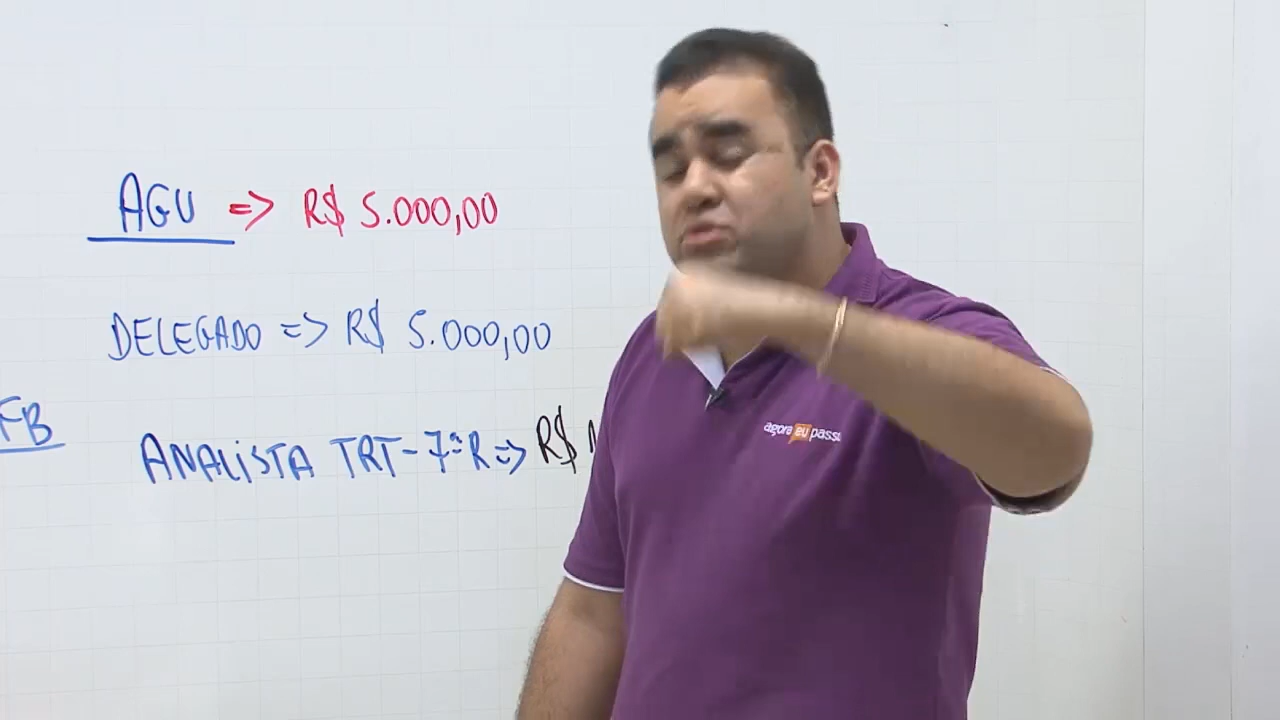 AGU => R$ 5.000,00
DELEGADO => R$ 5.000,00
FB
ANALISTA TRT-7ªR => R$
agora eu passo